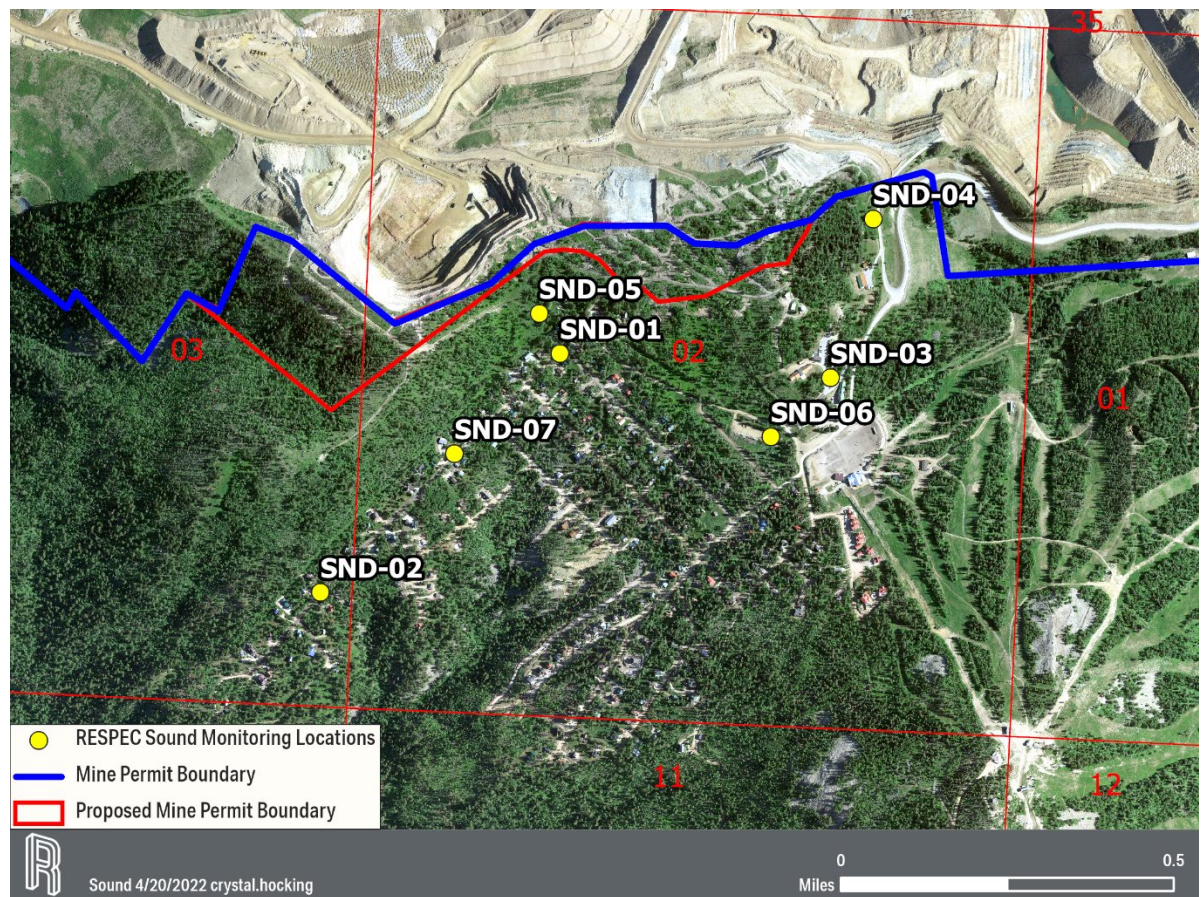 35
SND-04
SND-05
SND-01
03
02
SND-03
01
SND-06
SND-07
SND-02
11
12
RESPEC Sound Monitoring Locations
Mine Permit Boundary
Proposed Mine Permit Boundary
Sound 4/20/2022 crystal.hocking
0
0.5
Miles